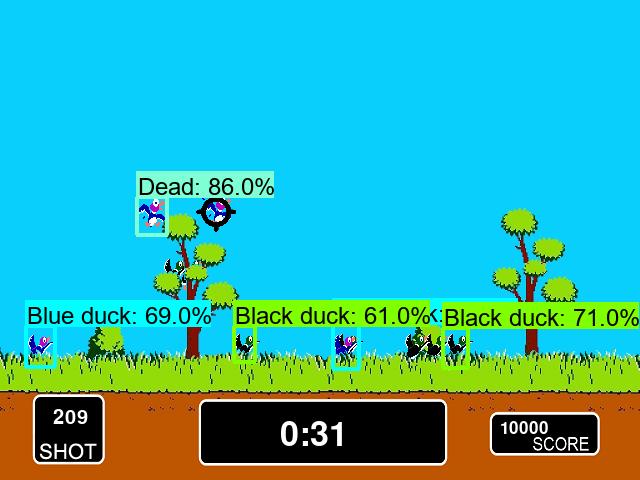 Dead: 86.0%
Blue duck: 69.0%
Black duck: 61.0%
Black duck: 71.0%
209
SHOT
0:31
10000
SCORE